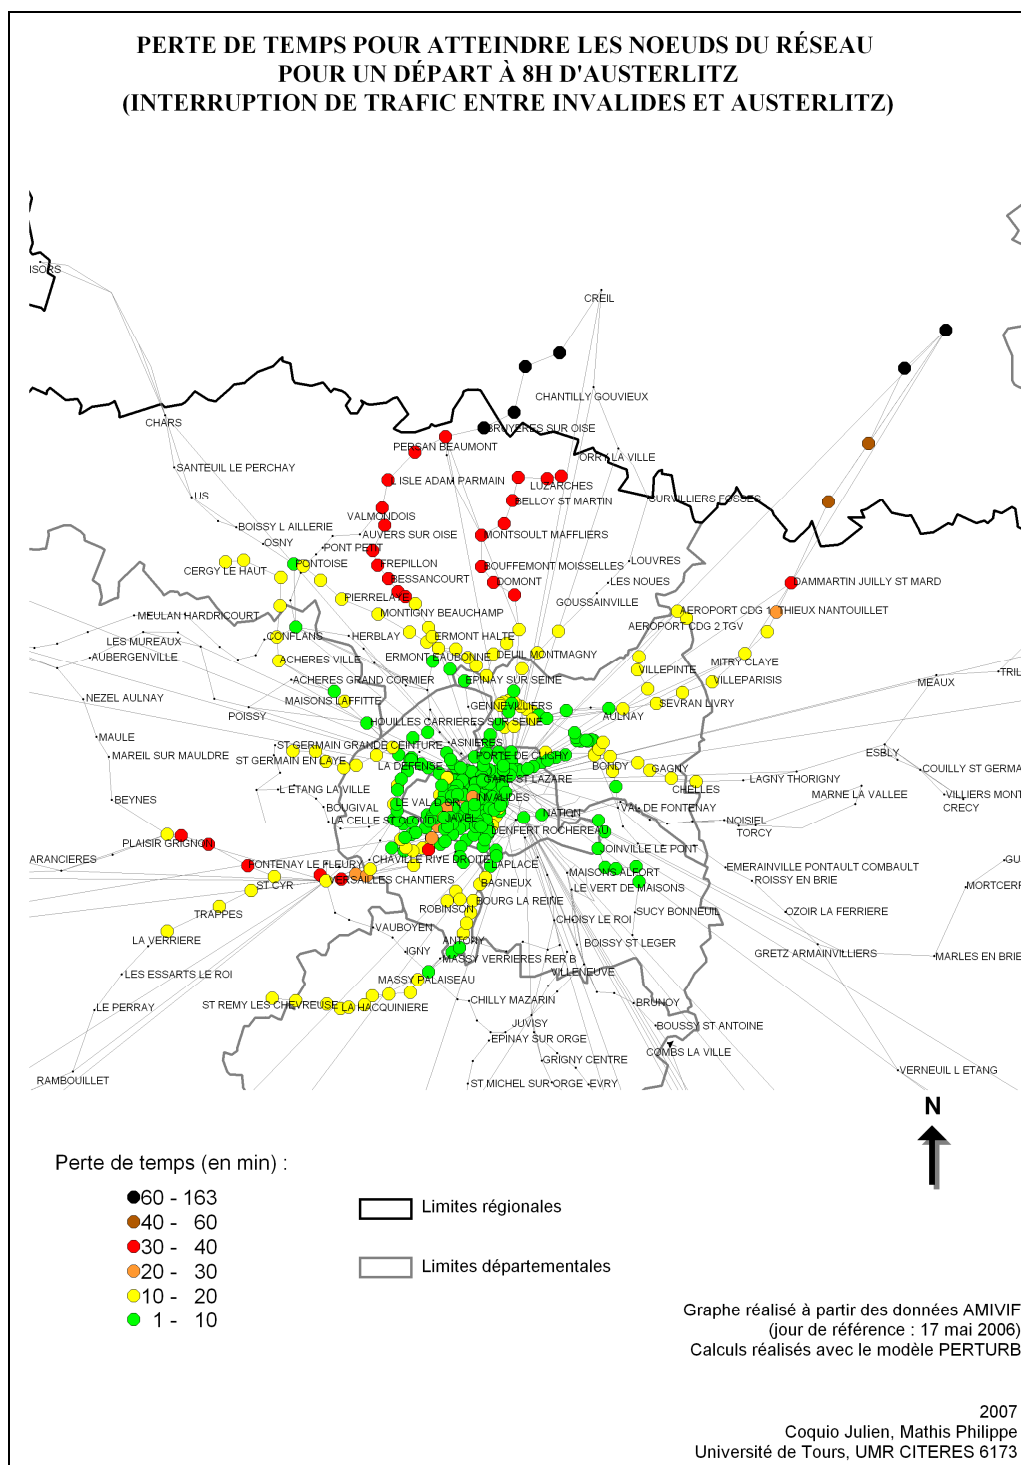 PERTE DE TEMPS POUR ATTEINDRE LES NOEUDS DU RÉSEAU
POUR UN DÉPART À 8H D'AUSTERLITZ
(INTERRUPTION DE TRAFIC ENTRE INVALIDES ET AUSTERLITZ)
ISORS
CREIL
CHANTILLY GOUVIEUX
CHARS
BRUYERES SUR OISE
PERSAN BEAUMONT
ORRY LA VILLE
SANTEUIL LE PERCHAY
L ISLE ADAM PARMAIN
LUZARCHES
US
BELLOY ST MARTIN
SURVILLIERS FOSSES
VALMONDOIS
BOISSY L AILLERIE
AUVERS SUR OISE
MONTSOULT MAFFLIERS
OSNY
PONT PETIT
CERGY LE HAUT
PONTOISE
FREPILLON
BOUFFEMONT MOISSELLES
LOUVRES
BESSANCOURT
DOMONT
LES NOUES
DAMMARTIN JUILLY ST MARD
PIERRELAYE
GOUSSAINVILLE
MEULAN HARDRICOURT
MONTIGNY BEAUCHAMP
AEROPORT CDG 1
THIEUX NANTOUILLET
AEROPORT CDG 2 TGV
LES MUREAUX
CONFLANS
HERBLAY
ERMONT HALTE
AUBERGENVILLE
ACHERES VILLE
ERMONT EAUBONNE
DEUIL MONTMAGNY
MITRY CLAYE
VILLEPINTE
TRIL
ACHERES GRAND CORMIER
EPINAY SUR SEINE
VILLEPARISIS
MEAUX
NEZEL AULNAY
MAISONS LAFFITTE
SEVRAN LIVRY
GENNEVILLIERS
POISSY
HOUILLES CARRIERES SUR SEINE
AULNAY
MAULE
ST GERMAIN GRANDE CEINTURE
ASNIERES
ESBLY
MAREIL SUR MAULDRE
ST GERMAIN EN LAYE
PORTE DE CLICHY
LA DEFENSE
BONDY
GAGNY
COUILLY ST GERMA
GARE ST LAZARE
LAGNY THORIGNY
L ETANG LA VILLE
CHELLES
MARNE LA VALLEE
VILLIERS MONT
BEYNES
LE VAL D OR
INVALIDES
BOUGIVAL
VAL DE FONTENAY
CRECY
LA CELLE ST CLOUD
JAVEL
NATION
NOISIEL
TORCY
DENFERT ROCHEREAU
PLAISIR GRIGNON
JOINVILLE LE PONT
ARANCIERES
FONTENAY LE FLEURY
CHAVILLE RIVE DROITE
LAPLACE
EMERAINVILLE PONTAULT COMBAULT
GU
MAISONS ALFORT
VERSAILLES CHANTIERS
ROISSY EN BRIE
ST CYR
BAGNEUX
LE VERT DE MAISONS
MORTCERF
BOURG LA REINE
TRAPPES
ROBINSON
SUCY BONNEUIL
OZOIR LA FERRIERE
CHOISY LE ROI
VAUBOYEN
LA VERRIERE
ANTONY
BOISSY ST LEGER
IGNY
GRETZ ARMAINVILLIERS
MASSY VERRIERES RER B
MARLES EN BRIE
LES ESSARTS LE ROI
VILLENEUVE
MASSY PALAISEAU
LE PERRAY
ST REMY LES CHEVREUSE
LA HACQUINIERE
CHILLY MAZARIN
BRUNOY
JUVISY
BOUSSY ST ANTOINE
EPINAY SUR ORGE
COMBS LA VILLE
GRIGNY CENTRE
RAMBOUILLET
VERNEUIL L ETANG
ST MICHEL SUR ORGE
EVRY
N
Perte de temps (en min) :
60 - 163
40 - 60
30 - 40
20 - 30
10 - 20
1 - 10
Limites régionales
Limites départementales
Graphe réalisé à partir des données AMIVIF
(jour de référence : 17 mai 2006)
Calculs réalisés avec le modèle PERTURB
2007
Coquio Julien, Mathis Philippe
Université de Tours, UMR CITERES 6173